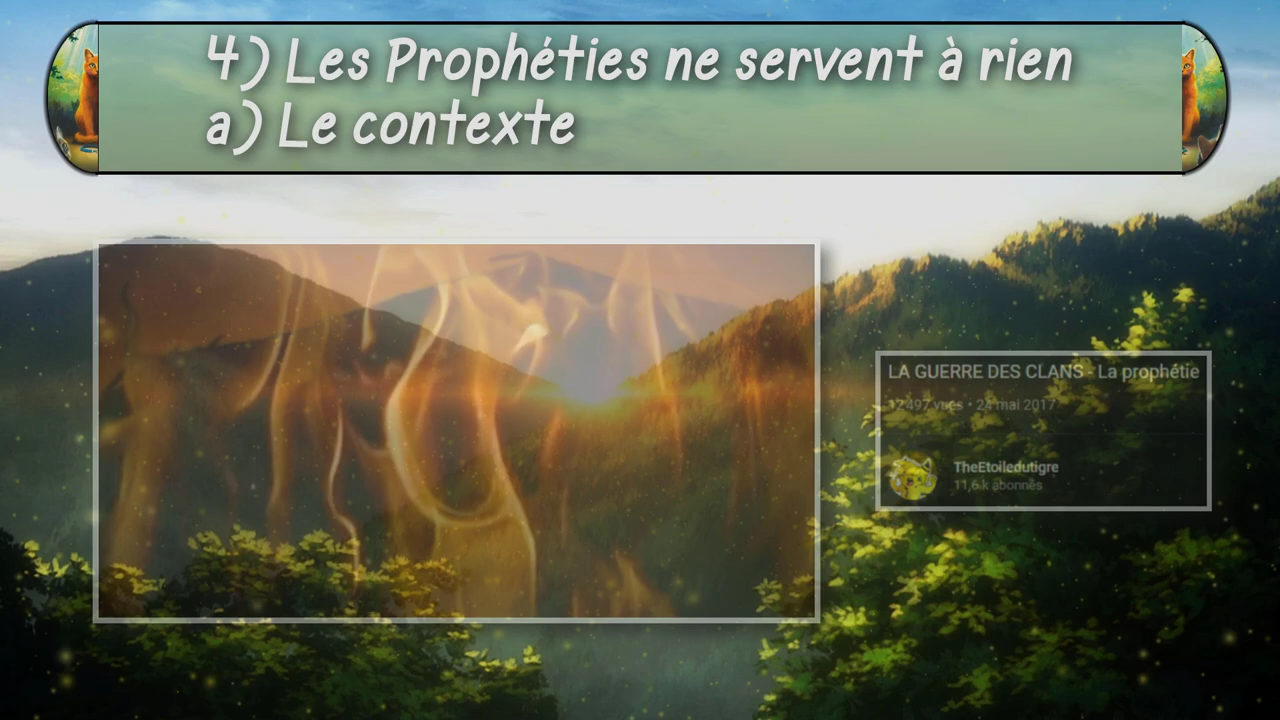 4) Les Prophéties ne servent à rien
a) Le contexte
LA GUERRE DES CLANS - La prophétie
12 497 vues • 24 mai 2017
TheEtoiledutigre
11,6 k abonnés